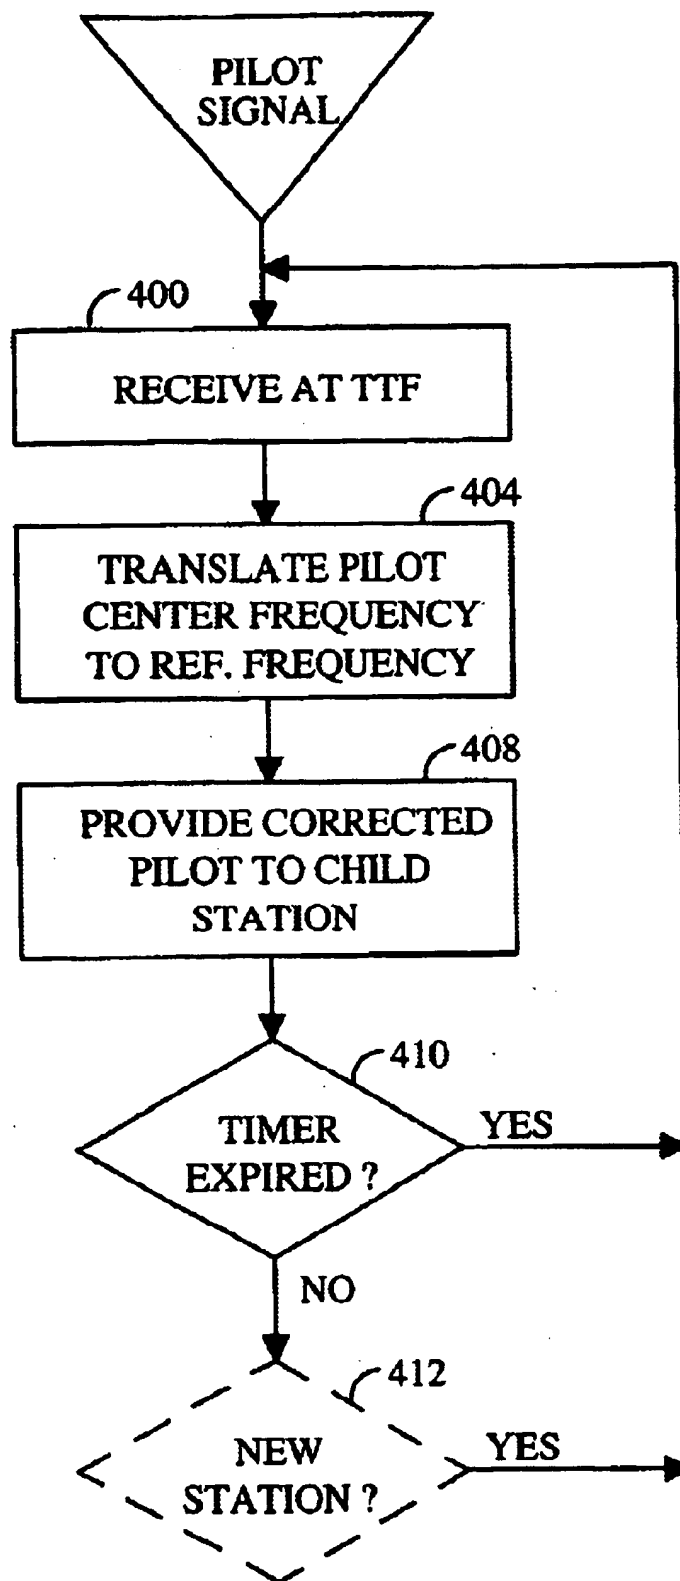 PILOT
SIGNAL
400
RECEIVE AT TTF
404
TRANSLATE PILOT
CENTER FREQUENCY
TO REF. FREQUENCY
408
PROVIDE CORRECTED
PILOT TO CHILD
STATION
410
TIMER
EXPIRED ?
YES
NO
412
NEW
STATION ?
YES